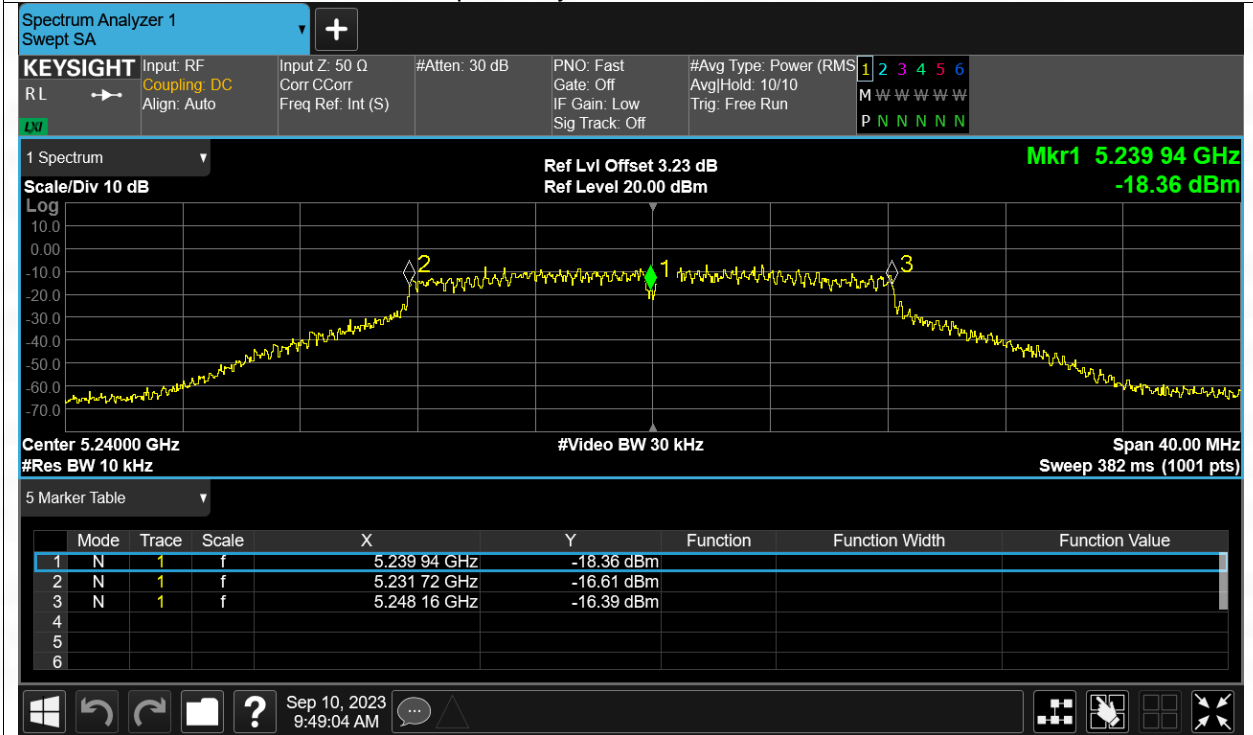 Spectrum Analyzer 1
Swept SA
+
KEYSIGHT
R L
LXI
Input: RF
Coupling: DC
Align: Auto
Input Z: 50 Ω
Corr CCorr
Freq Ref: Int (S)
#Atten: 30 dB
PNO: Fast
Gate: Off
IF Gain: Low
Sig Track: Off
#Avg Type: Power (RMS
Avg|Hold: 10/10
Trig: Free Run
1 2 3 4 5 6
M W W W W W
P N N N N N
1 Spectrum
Scale/Div 10 dB
Ref Lvl Offset 3.23 dB
Ref Level 20.00 dBm
Mkr1 5.239 94 GHz
-18.36 dBm
Log
10.0
0.00
-10.0
-20.0
-30.0
-40.0
-50.0
-60.0
-70.0
2
1
3
Center 5.24000 GHz
#Video BW 30 kHz
Span 40.00 MHz
#Res BW 10 kHz
Sweep 382 ms (1001 pts)
5 Marker Table
Mode Trace Scale X Y Function Function Width Function Value
1 N 1 f 5.239 94 GHz -18.36 dBm
2 N 1 f 5.231 72 GHz -16.61 dBm
3 N 1 f 5.248 16 GHz -16.39 dBm
4
5
6
?
Sep 10, 2023
9:49:04 AM